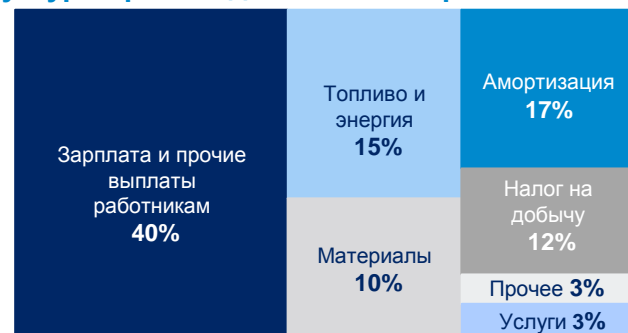 Зарплата и прочие
выплаты
работникам
40%
Топливо и
энергия
15%
Материалы
10%
Амортизация
17%
Налог на
добычу
12%
Прочее 3%
Услуги 3%